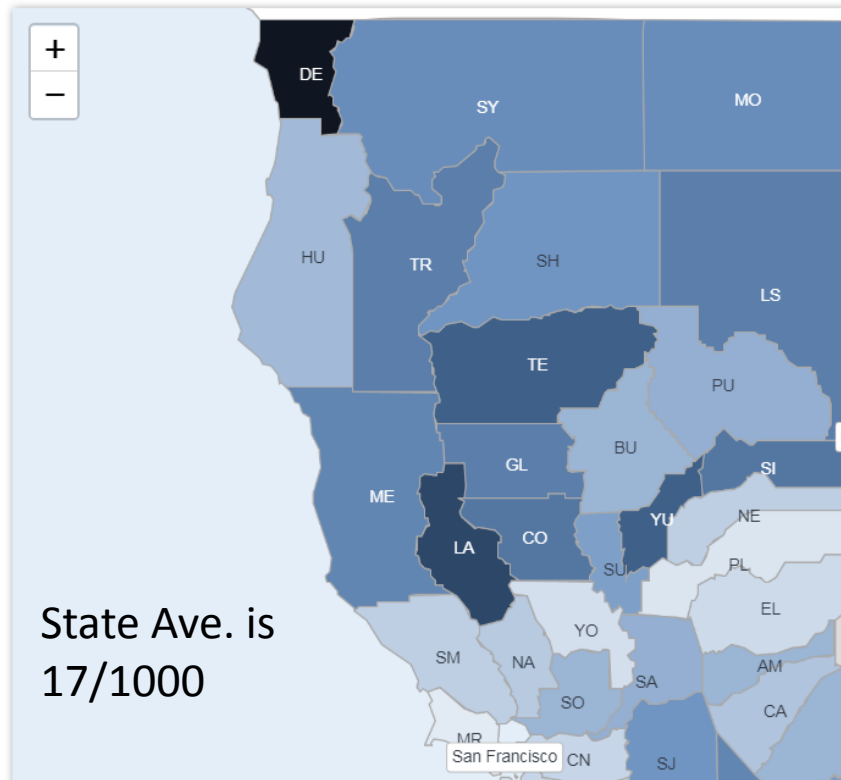 +
−
DE
SY
MO
HU
TR
SH
LS
TE
PU
BU
GL
SI
ME
YU
NE
LA
CO
SU
PL
EL
State Ave. is
17/1000
YO
SM
NA
AM
SA
SO
CA
MR
San Francisco
CN
SJ